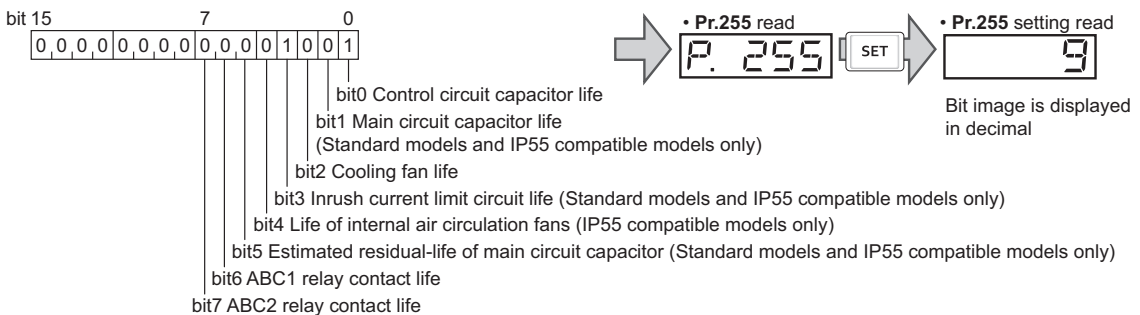 bit 15 7 0
0 0 0 0 0 0 0 0 0 0 0 0 1 0 0 1
• Pr.255 read
P. 255
SET
• Pr.255 setting read
9
Bit image is displayed
in decimal
bit0 Control circuit capacitor life
bit1 Main circuit capacitor life
(Standard models and IP55 compatible models only)
bit2 Cooling fan life
bit3 Inrush current limit circuit life (Standard models and IP55 compatible models only)
bit4 Life of internal air circulation fans (IP55 compatible models only)
bit5 Estimated residual-life of main circuit capacitor (Standard models and IP55 compatible models only)
bit6 ABC1 relay contact life
bit7 ABC2 relay contact life